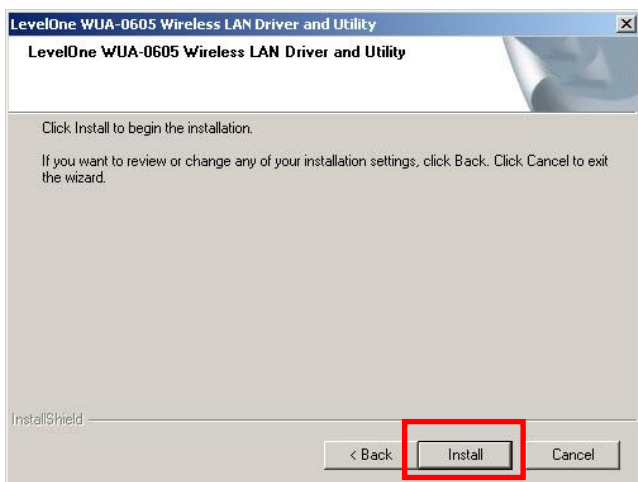 LevelOne WUA-0605 Wireless LAN Driver and Utility
LevelOne WUA-0605 Wireless LAN Driver and Utility
Click Install to begin the installation.
If you want to review or change any of your installation settings, click Back. Click Cancel to exit
the wizard.
InstallShield
< Back Install Cancel